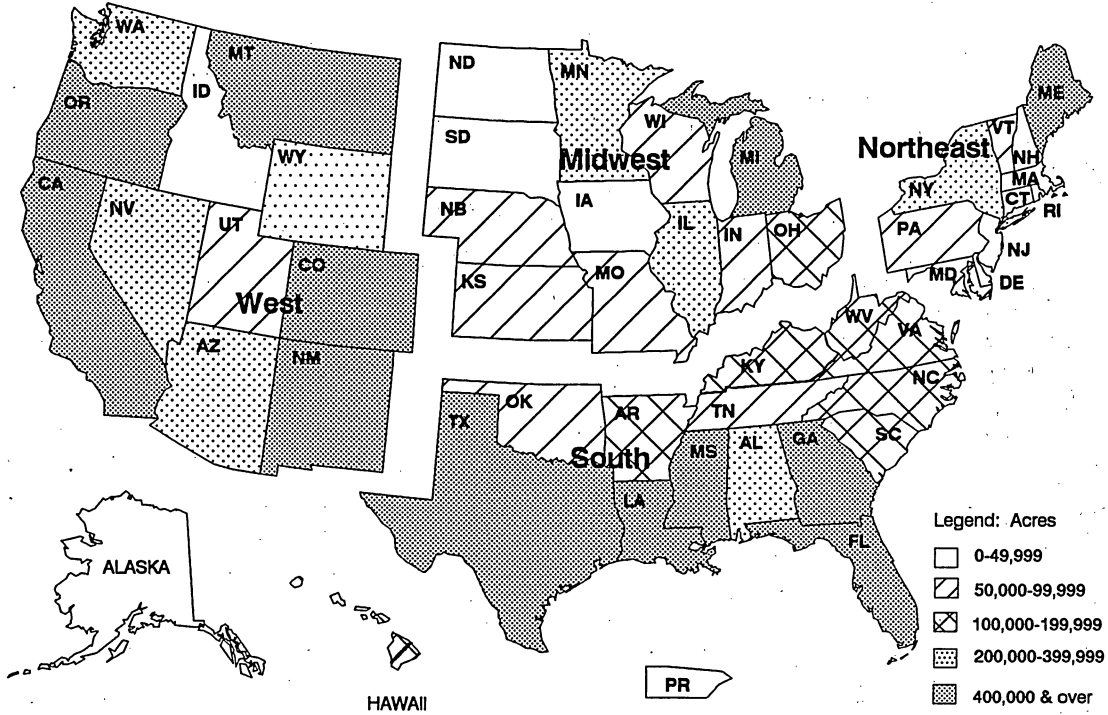 WA
MT
ND
MN
ME
ID
OR
WI
VT
SD
Midwest
MI
Northeast
NH
WY
MA
CA
NY
CT
NV
NB
IA
RI
UT
IL
IN
OH
PA
NJ
CO
KS
MO
MD
DE
West
WV
VA
AZ
NM
KY
NC
OK
AR
TN
TX
SC
South
MS
AL
GA
LA
FL
Legend: Acres
0-49,999
50,000-99,999
100,000-199,999
200,000-399,999
400,000 & over
ALASKA
HAWAII
PR